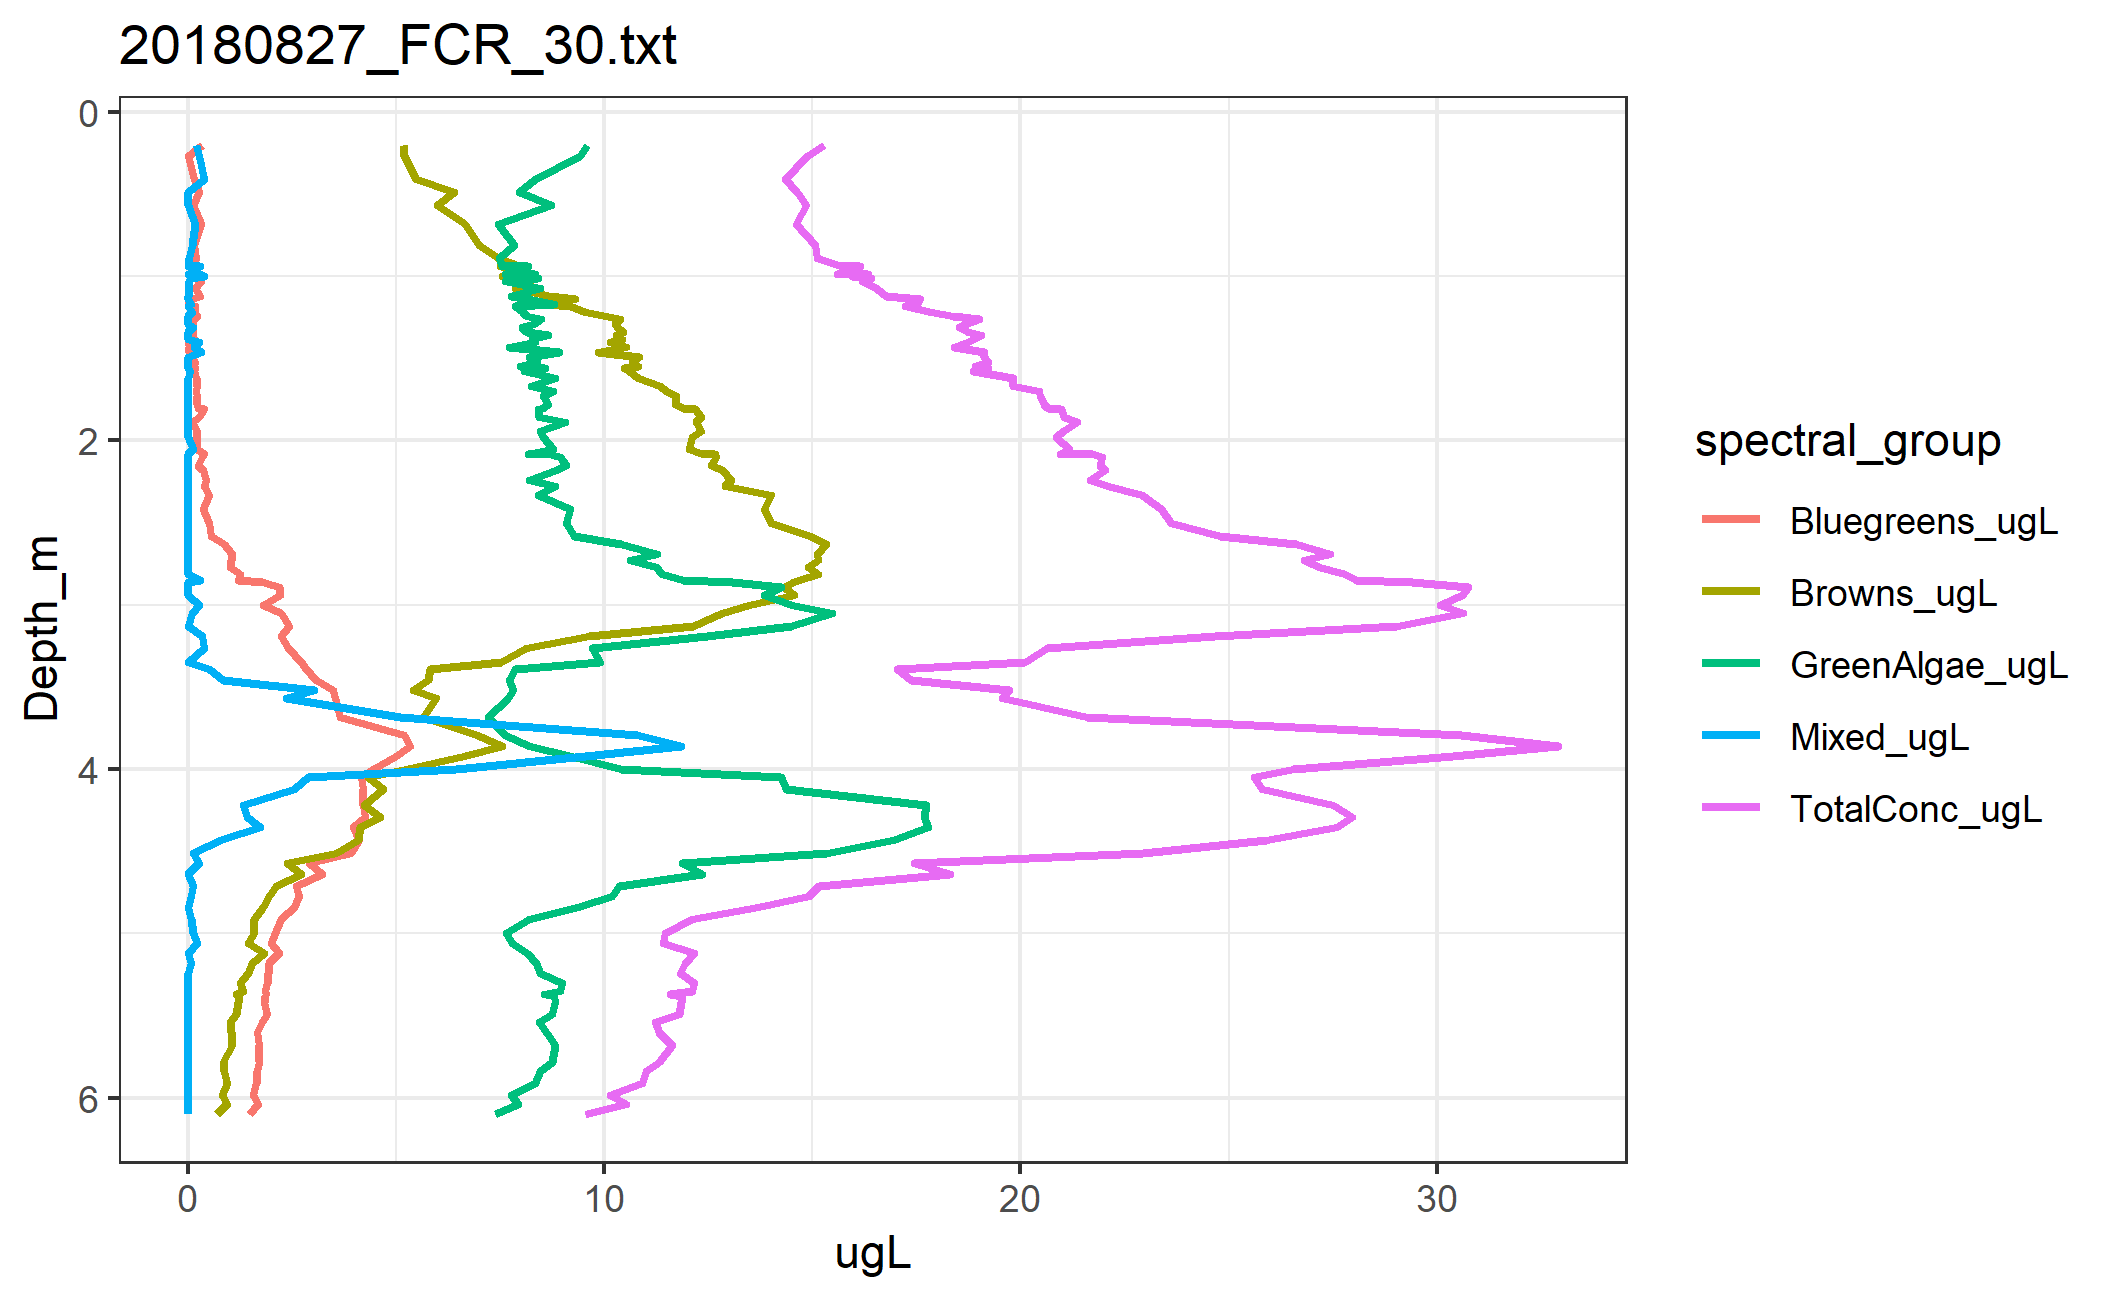 20180827_FCR_30.txt
0
2
4
6
Depth_m
0 10 20 30
ugL
spectral_group
Bluegreens_ugL
Browns_ugL
GreenAlgae_ugL
Mixed_ugL
TotalConc_ugL